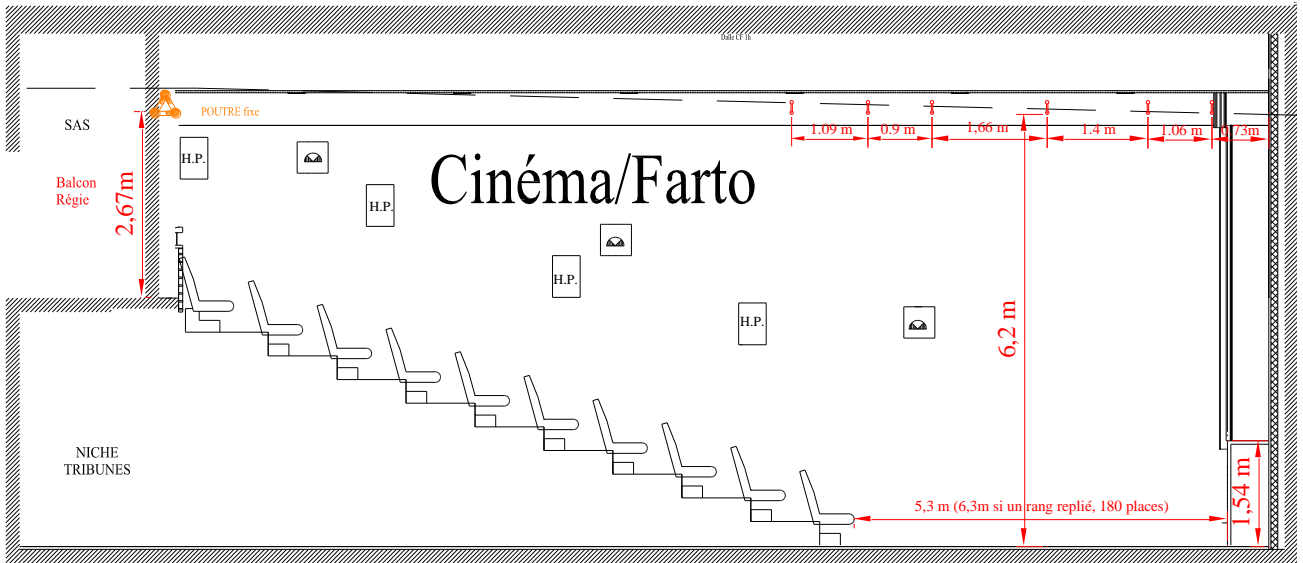 Dalle CF 1h
POUTRE fixe
SAS
1.09 m
0.9 m
1,66 m
1.4 m
1.06 m
0,73m
H.P.
Cinéma/Farto
Balcon
Régie
2,67m
H.P.
H.P.
H.P.
6,2 m
NICHE
TRIBUNES
5,3 m (6,3m si un rang replié, 180 places)
1,54 m